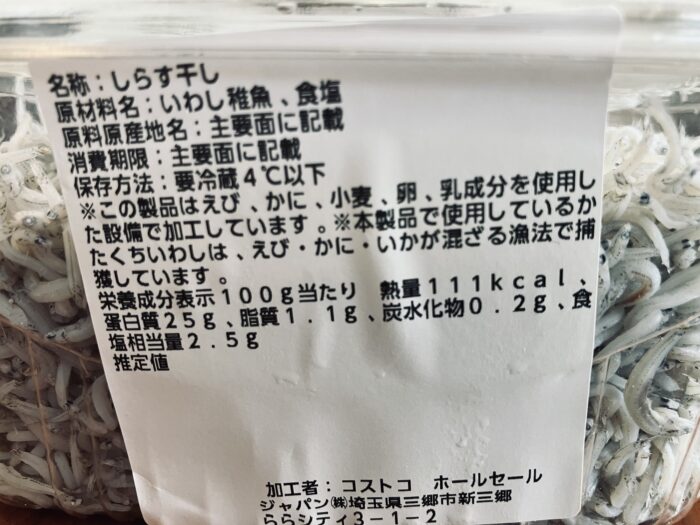 名称：しらす干し
原材料名：いわし稚魚、食塩
原料原産地名：主要面に記載
消費期限：主要面に記載
保存方法：要冷蔵４℃以下
※この製品はえび、かに、小麦、卵、乳成分を使用し
た設備で加工しています。※本製品で使用しているか
たくちいわしは、えび・かに・いかが混ざる漁法で捕
獲しています。
栄養成分表示１００ｇ当たり　熱量１１１ｋｃａｌ、
蛋白質２５ｇ、脂質１．１ｇ、炭水化物０．２ｇ、食
塩相当量２．５ｇ
推定値
加工者：コストコ　ホールセール
ジャパン㈱埼玉県三郷市新三郷
ららシティ３－１－２